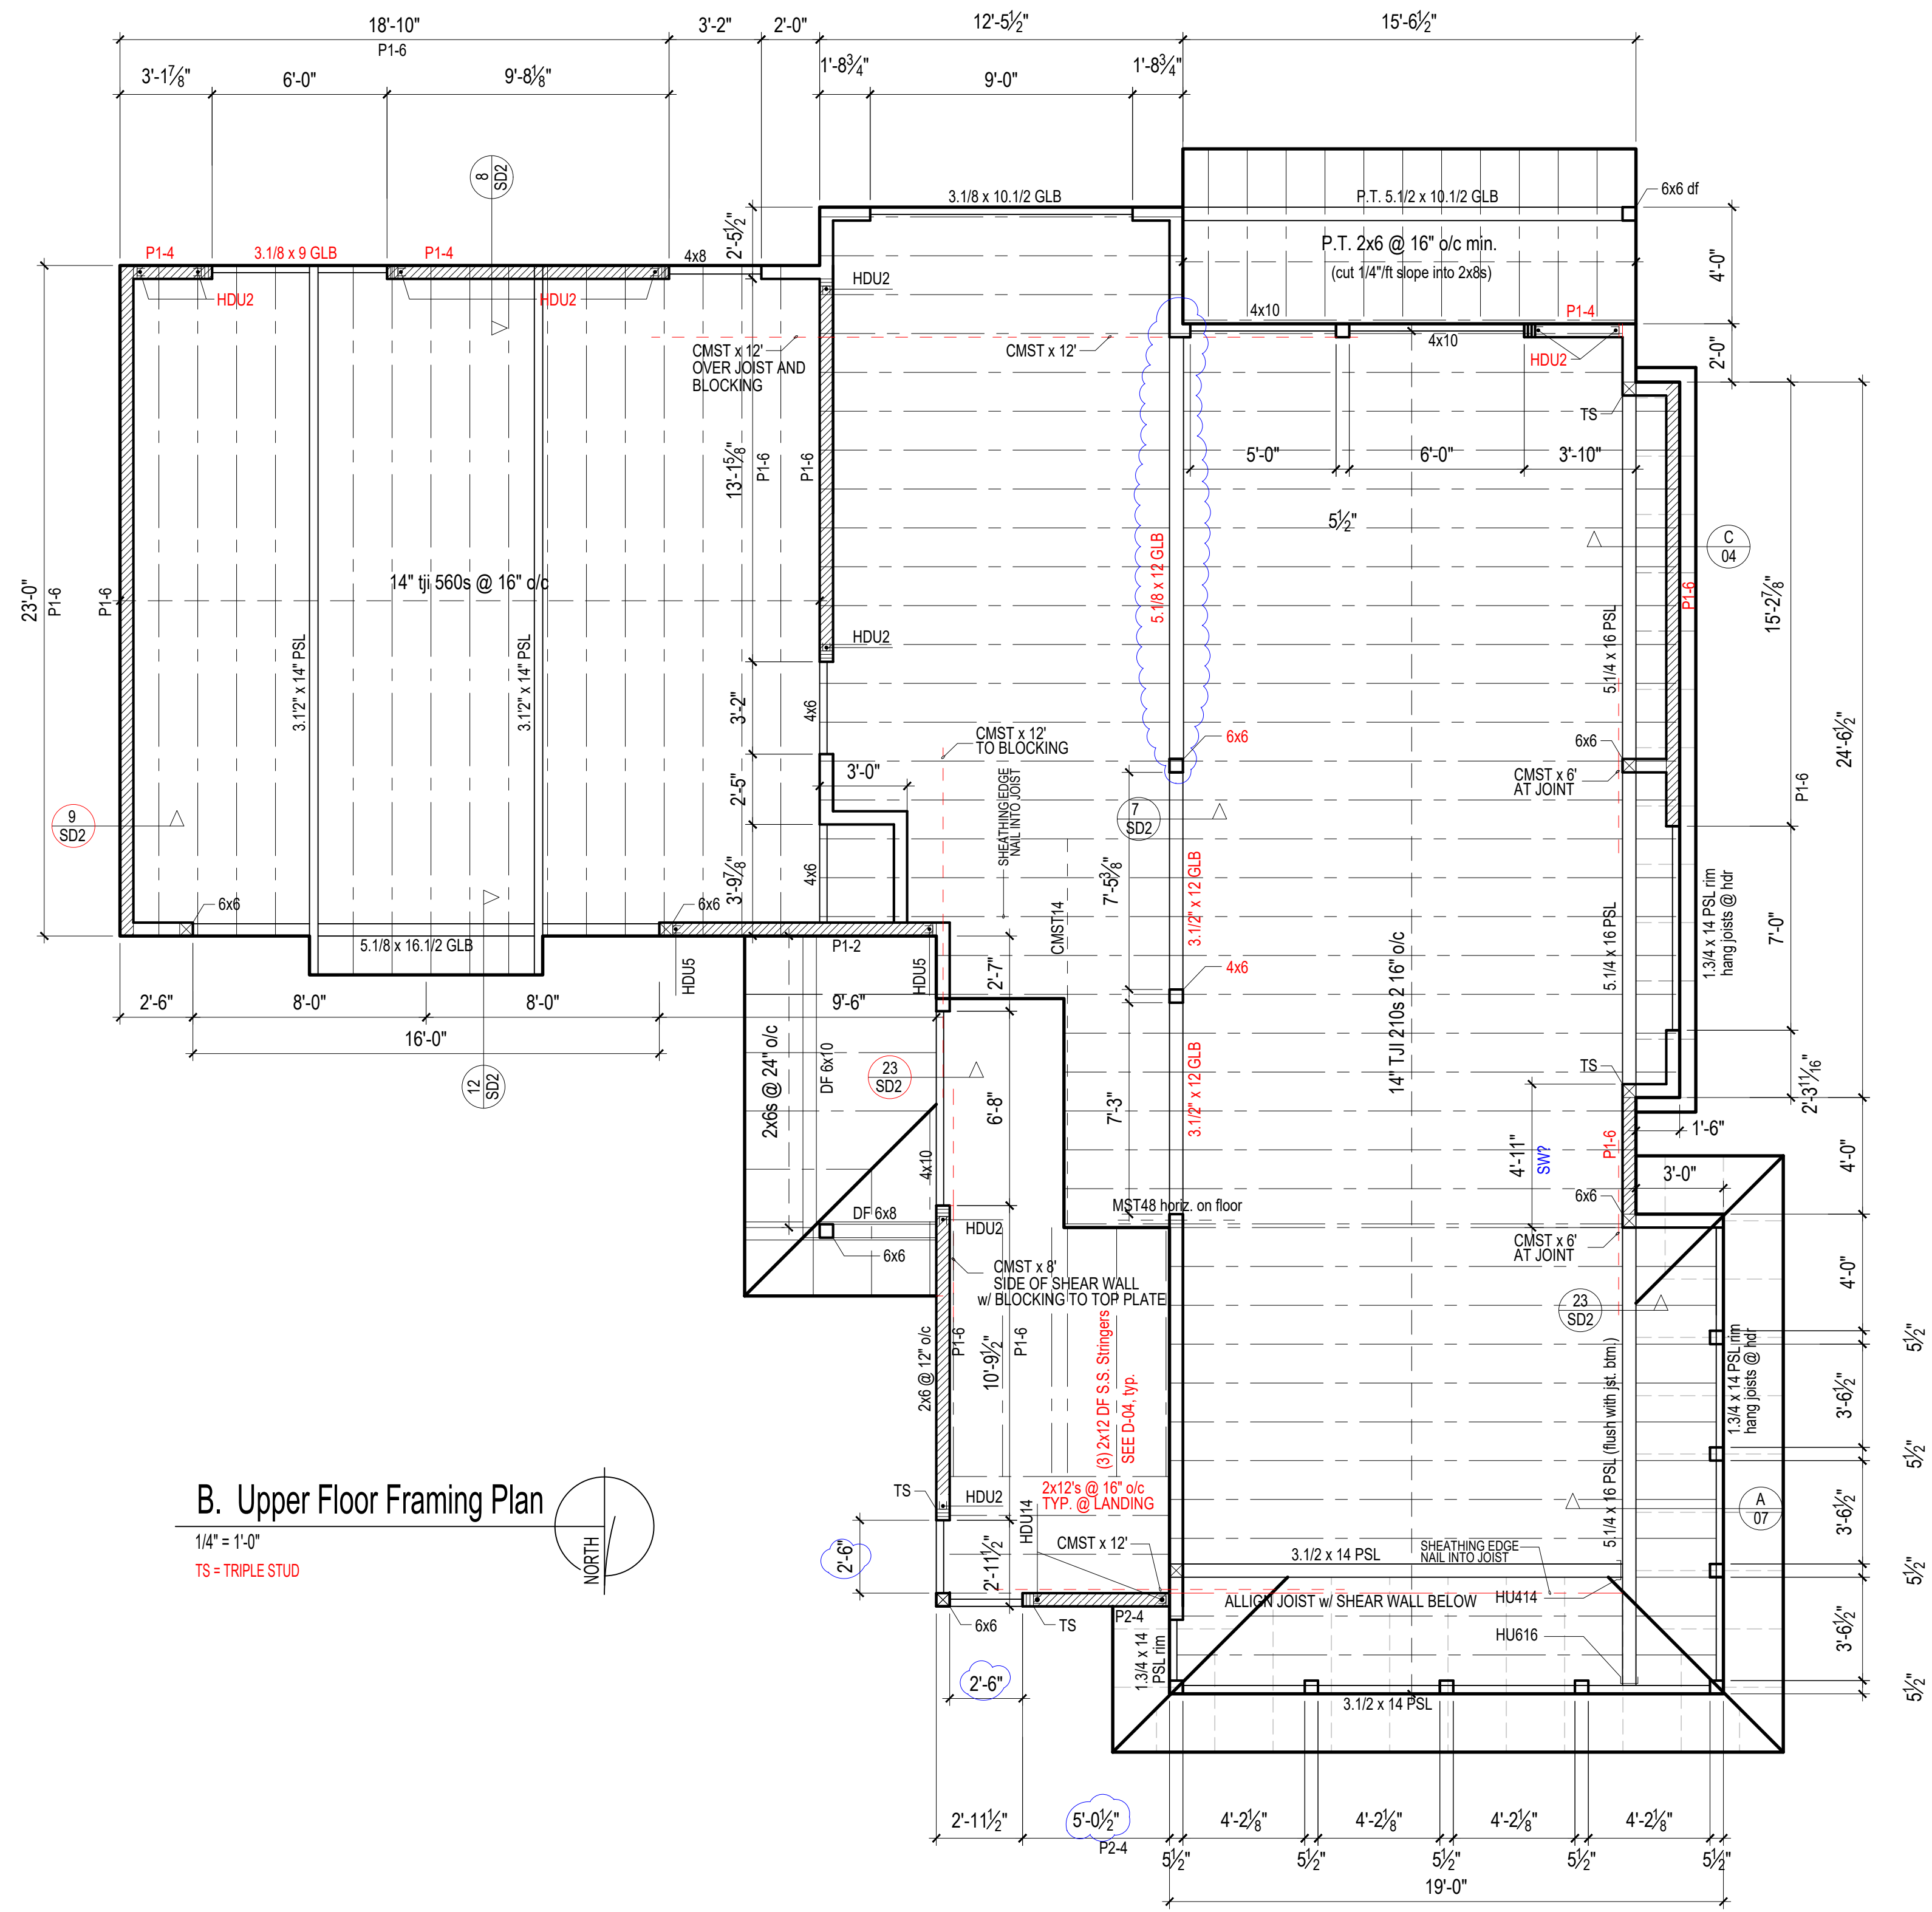 18'-10"
P1-6
3'-2"
2'-0"
12'-5½"
15'-6½"
3'-1⅞"
6'-0"
9'-8⅛"
1'-8¾"
9'-0"
1'-8¾"
8
SD2
3.1/8 x 10.1/2 GLB
P.T. 5.1/2 x 10.1/2 GLB
6x6 df
2'-5½"
P.T. 2x6 @ 16" o/c min.
(cut 1/4"/ft slope into 2x8s)
4'-0"
P1-4
3.1/8 x 9 GLB
P1-4
4x8
HDU2
HDU2
HDU2
4x10
P1-4
4x10
HDU2
2'-0"
CMST x 12'
OVER JOIST AND
BLOCKING
CMST x 12'
TS
5'-0"
6'-0"
3'-10"
5½"
13'-1⅝"
P1-6
P1-6
C
04
23'-0"
P1-6
P1-6
14" tji 560s @ 16" o/c
5.1/8 x 12 GLB
P1-6
15'-2⅞"
HDU2
3.1'2" x 14" PSL
3.1'2" x 14" PSL
5.1/4 x 16 PSL
3'-2"
4x6
CMST x 12'
TO BLOCKING
6x6
6x6
24'-6½"
3'-0"
SHEATHING EDGE
NAIL INTO JOIST
CMST x 6'
AT JOINT
2'-5"
P1-6
9
SD2
7
SD2
3'-9⅞"
4x6
7'-5⅜"
3.1/2" x 12 GLB
CMST14
5.1/4 x 16 PSL
1.3/4 x 14 PSL rim
hang joists @ hdr
7'-0"
6x6
6x6
5.1/8 x 16.1/2 GLB
P1-2
HDU5
HDU5
2'-7"
4x6
14" TJI 210s 2 16" o/c
2'-6"
8'-0"
8'-0"
9'-6"
16'-0"
12
SD2
2x6s @ 24" o/c
DF 6x10
23
SD2
6'-8"
7'-3"
3.1/2" x 12 GLB
TS
2'-3 11/16"
1'-6"
4'-11"
SW?
P1-6
4'-0"
4x10
3'-0"
DF 6x8
6x6
HDU2
MST48 horiz. on floor
6x6
CMST x 6'
AT JOINT
4'-0"
CMST x 8'
SIDE OF SHEAR WALL
w/ BLOCKING TO TOP PLATE
23
SD2
2x6 @ 12" o/c
P1-6
10'-9½"
P1-6
(3) 2x12 DF S.S. Stringers
SEE D-04, typ.
5.1/4 x 16 PSL (flush with jst. btm)
1.3/4 x 14 PSL rim
hang joists @ hdr
5½"
3'-6½"
5½"
B. Upper Floor Framing Plan
1/4" = 1'-0"
TS = TRIPLE STUD
NORTH
TS
HDU2
2x12's @ 16" o/c
TYP. @ LANDING
HDU14
A
07
3'-6½"
2'-6"
2'-11½"
CMST x 12'
3.1/2 x 14 PSL
SHEATHING EDGE
NAIL INTO JOIST
5½"
6x6
TS
P2-4
ALLIGN JOIST w/ SHEAR WALL BELOW
HU414
HU616
3'-6½"
1.3/4 x 14
PSL rim
2'-6"
3.1/2 x 14 PSL
5½"
2'-11½"
5'-0½"
P2-4
4'-2⅛"
4'-2⅛"
4'-2⅛"
4'-2⅛"
5½"
5½"
5½"
5½"
5½"
19'-0"